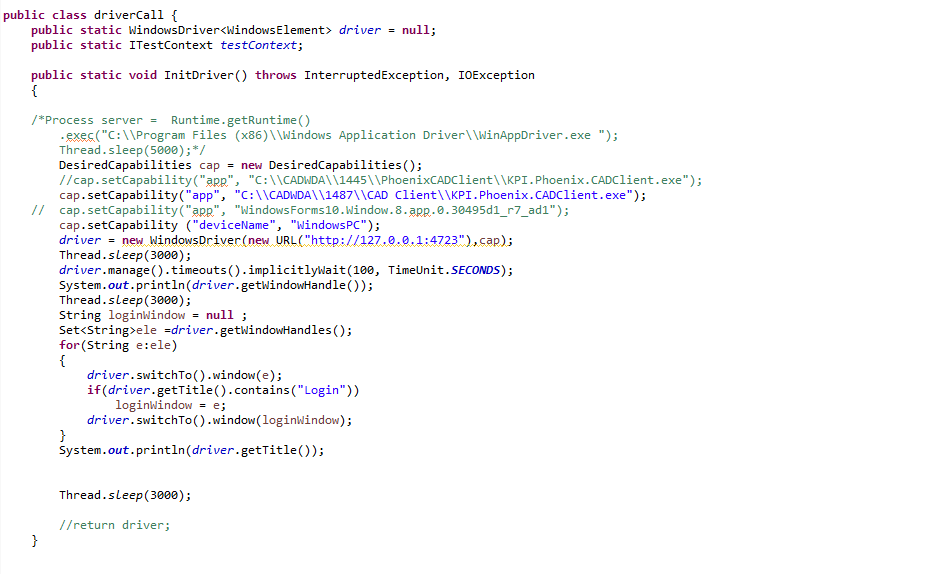 public class driverCall {
public static WindowsDriver<WindowsElement> driver = null;
public static ITestContext testContext;
public static void InitDriver() throws InterruptedException, IOException
{
/*Process server =  Runtime.getRuntime()
.exec("C:\\Program Files (x86)\\Windows Application Driver\\WinAppDriver.exe ");
Thread.sleep(5000);*/
DesiredCapabilities cap = new DesiredCapabilities();
//cap.setCapability("app", "C:\\CADWDA\\1445\\PhoenixCADClient\\KPI.Phoenix.CADClient.exe");
cap.setCapability("app", "C:\\CADWDA\\1487\\CAD Client\\KPI.Phoenix.CADClient.exe");
//  cap.setCapability("app", "WindowsForms10.Window.8.app.0.30495d1_r7_ad1");
cap.setCapability ("deviceName", "WindowsPC");
driver = new WindowsDriver(new URL("http://127.0.0.1:4723"),cap);
Thread.sleep(3000);
driver.manage().timeouts().implicitlyWait(100, TimeUnit.SECONDS);
System.out.println(driver.getWindowHandle());
Thread.sleep(3000);
String loginWindow = null ;
Set<String>ele =driver.getWindowHandles();
for(String e:ele)
{
driver.switchTo().window(e);
if(driver.getTitle().contains("Login"))
loginWindow = e;
driver.switchTo().window(loginWindow);
}
System.out.println(driver.getTitle());
Thread.sleep(3000);
//return driver;
}